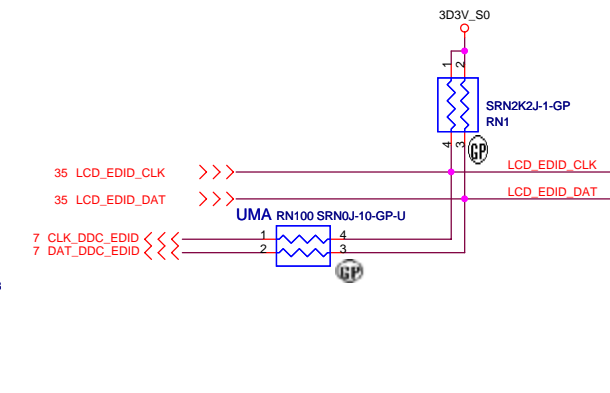 3D3V_S0
1 2
SRN2K2J-1-GP
RN1
4 3
GP
35 LCD_EDID_CLK
LCD_EDID_CLK
35 LCD_EDID_DAT
LCD_EDID_DAT
UMA RN100 SRN0J-10-GP-U
7 CLK_DDC_EDID 1 4
7 DAT_DDC_EDID 2 3
GP